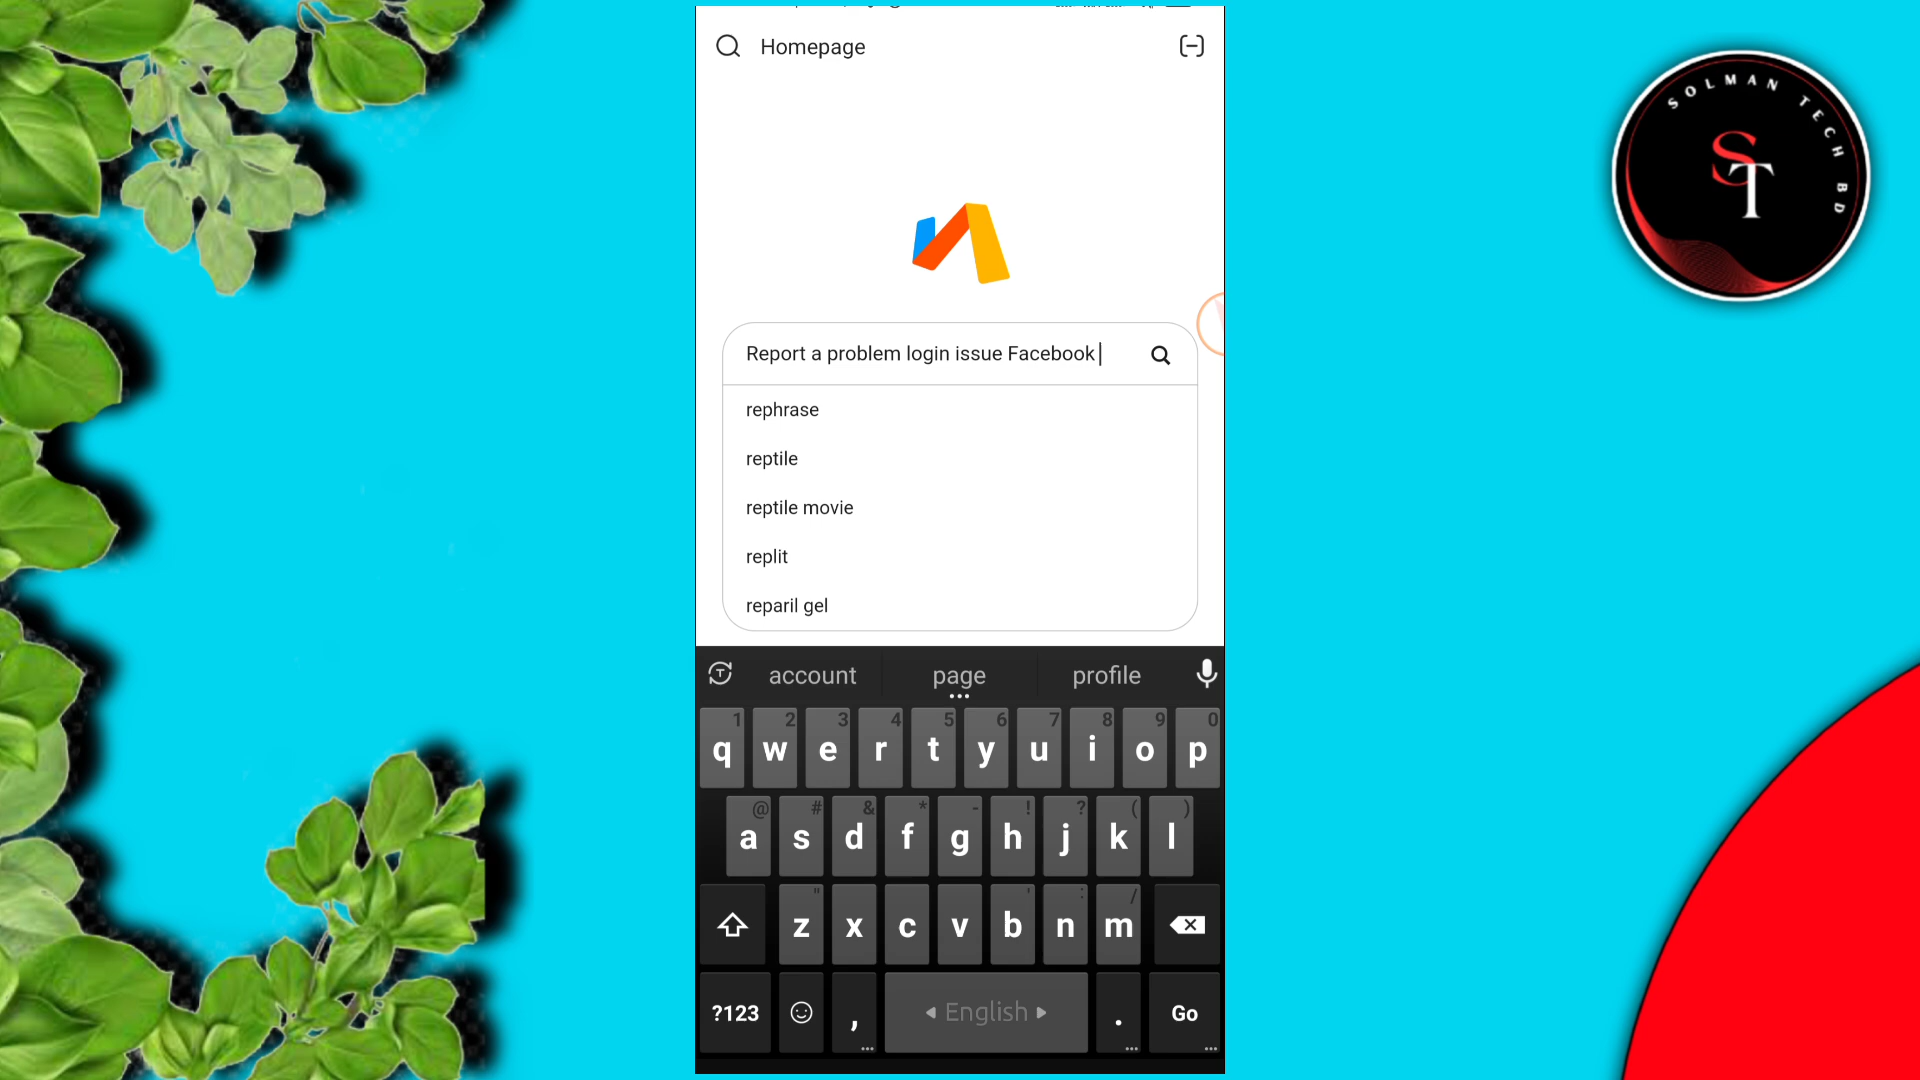 Homepage
SOLMAN TECH BD
ST
Report a problem login issue Facebook
rephrase
reptile
reptile movie
replit
reparil gel
account page profile
1 2 3 4 5 6 7 8 9 0
q w e r t y u i o p
@ # & * - ! ? ( )
a s d f g h j k l
" ' : /
z x c v b n m
?123 , English . Go